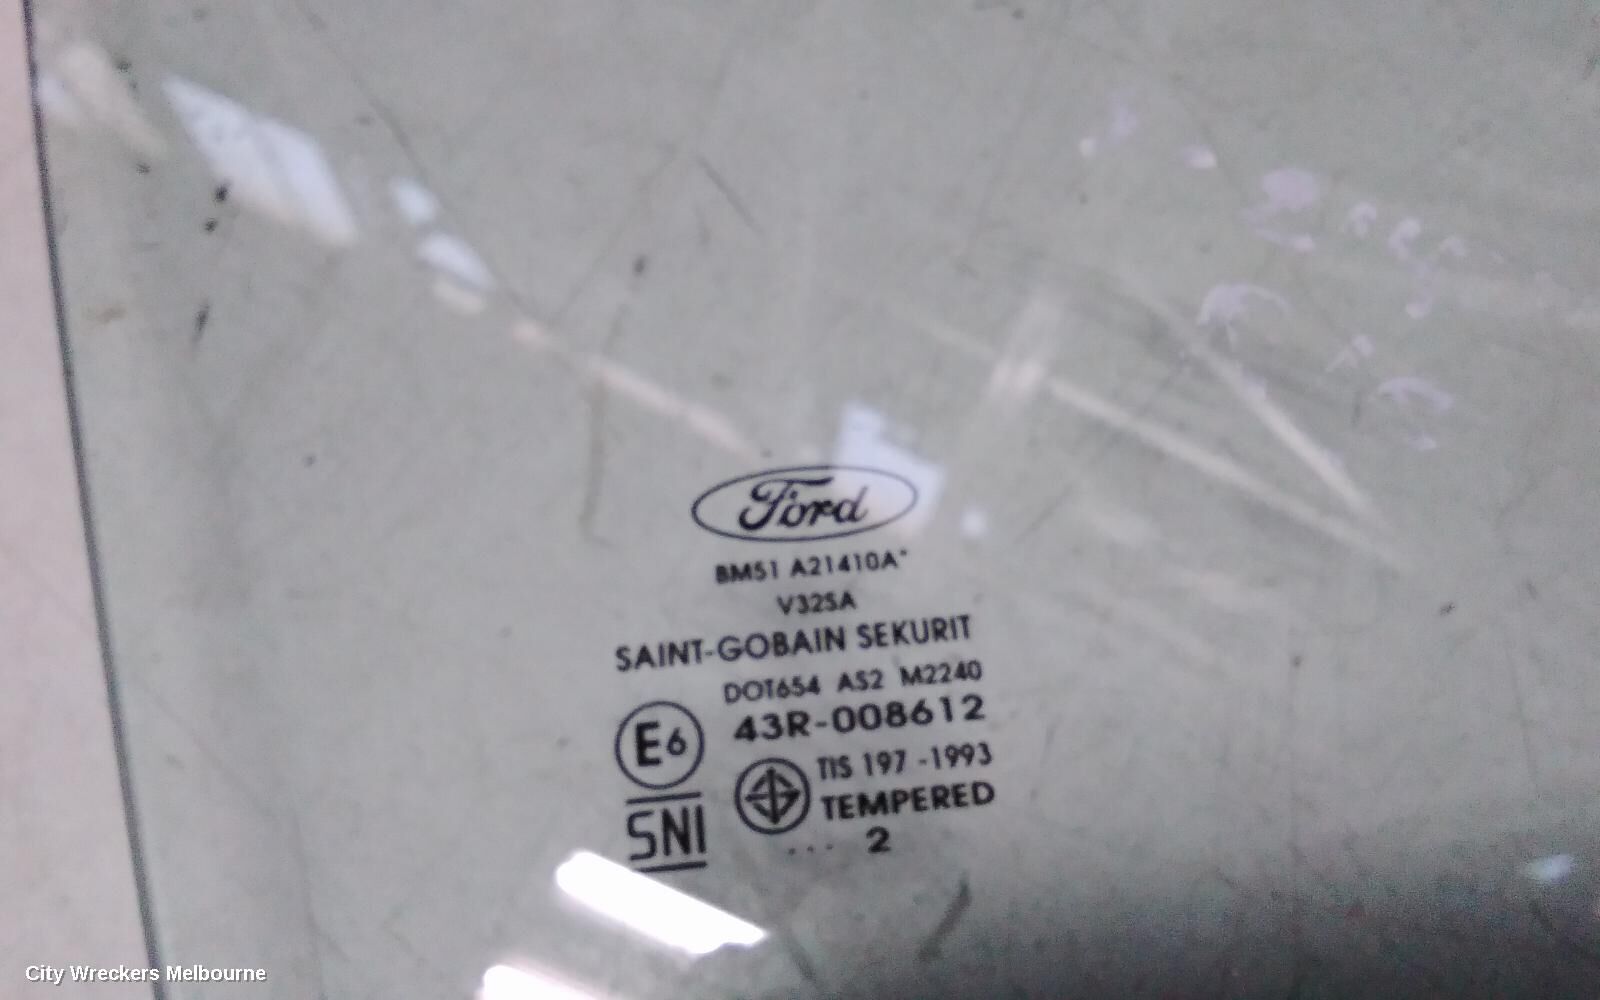 Ford
BM51 A21410A*
V325A
SAINT-GOBAIN SEKURIT
DOT654 AS2 M2240
E6 43R-008612
TIS 197 -1993
SNI TEMPERED
... 2
City Wreckers Melbourne